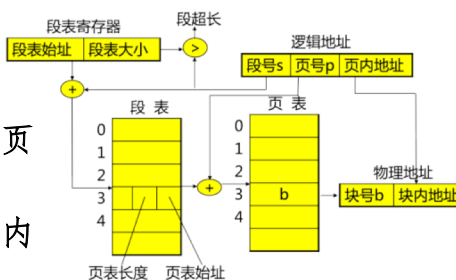 段表寄存器
段表始址 段表大小
段超长
>
逻辑地址
段号s 页号p 页内地址
+
段 表
页 表
0
1
2
3
4
+
0
1
2
3
4
b
物理地址
块号b 块内地址
页表长度 页表始址
页
内